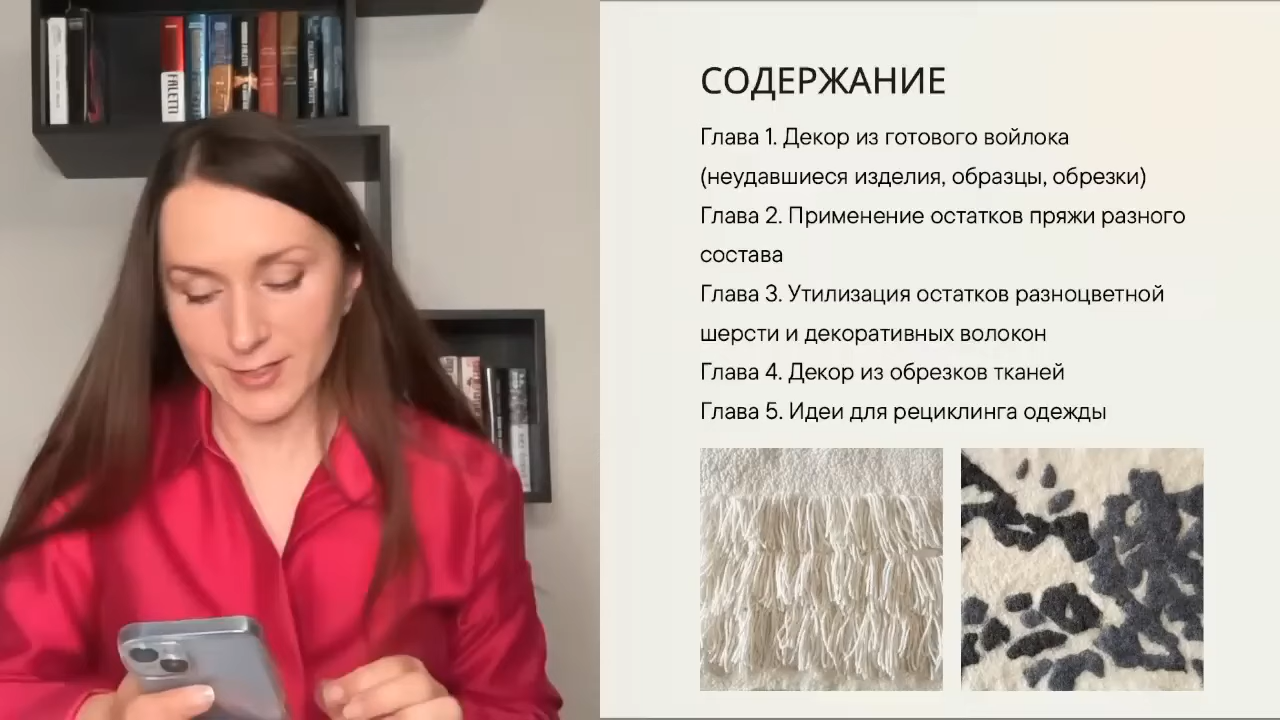 FALETTI
СОДЕРЖАНИЕ
Глава 1. Декор из готового войлока
(неудавшиеся изделия, образцы, обрезки)
Глава 2. Применение остатков пряжи разного
состава
Глава 3. Утилизация остатков разноцветной
шерсти и декоративных волокон
Глава 4. Декор из обрезков тканей
Глава 5. Идеи для рециклинга одежды